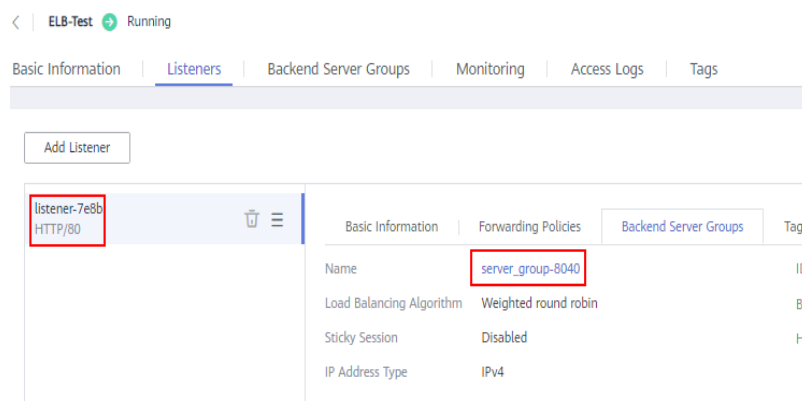 ELB-Test Running
Basic Information Listeners Backend Server Groups Monitoring Access Logs Tags
Add Listener
listener-7e8b
HTTP/80
Basic Information Forwarding Policies Backend Server Groups
Name server_group-8040
Load Balancing Algorithm Weighted round robin
Sticky Session Disabled
IP Address Type IPv4